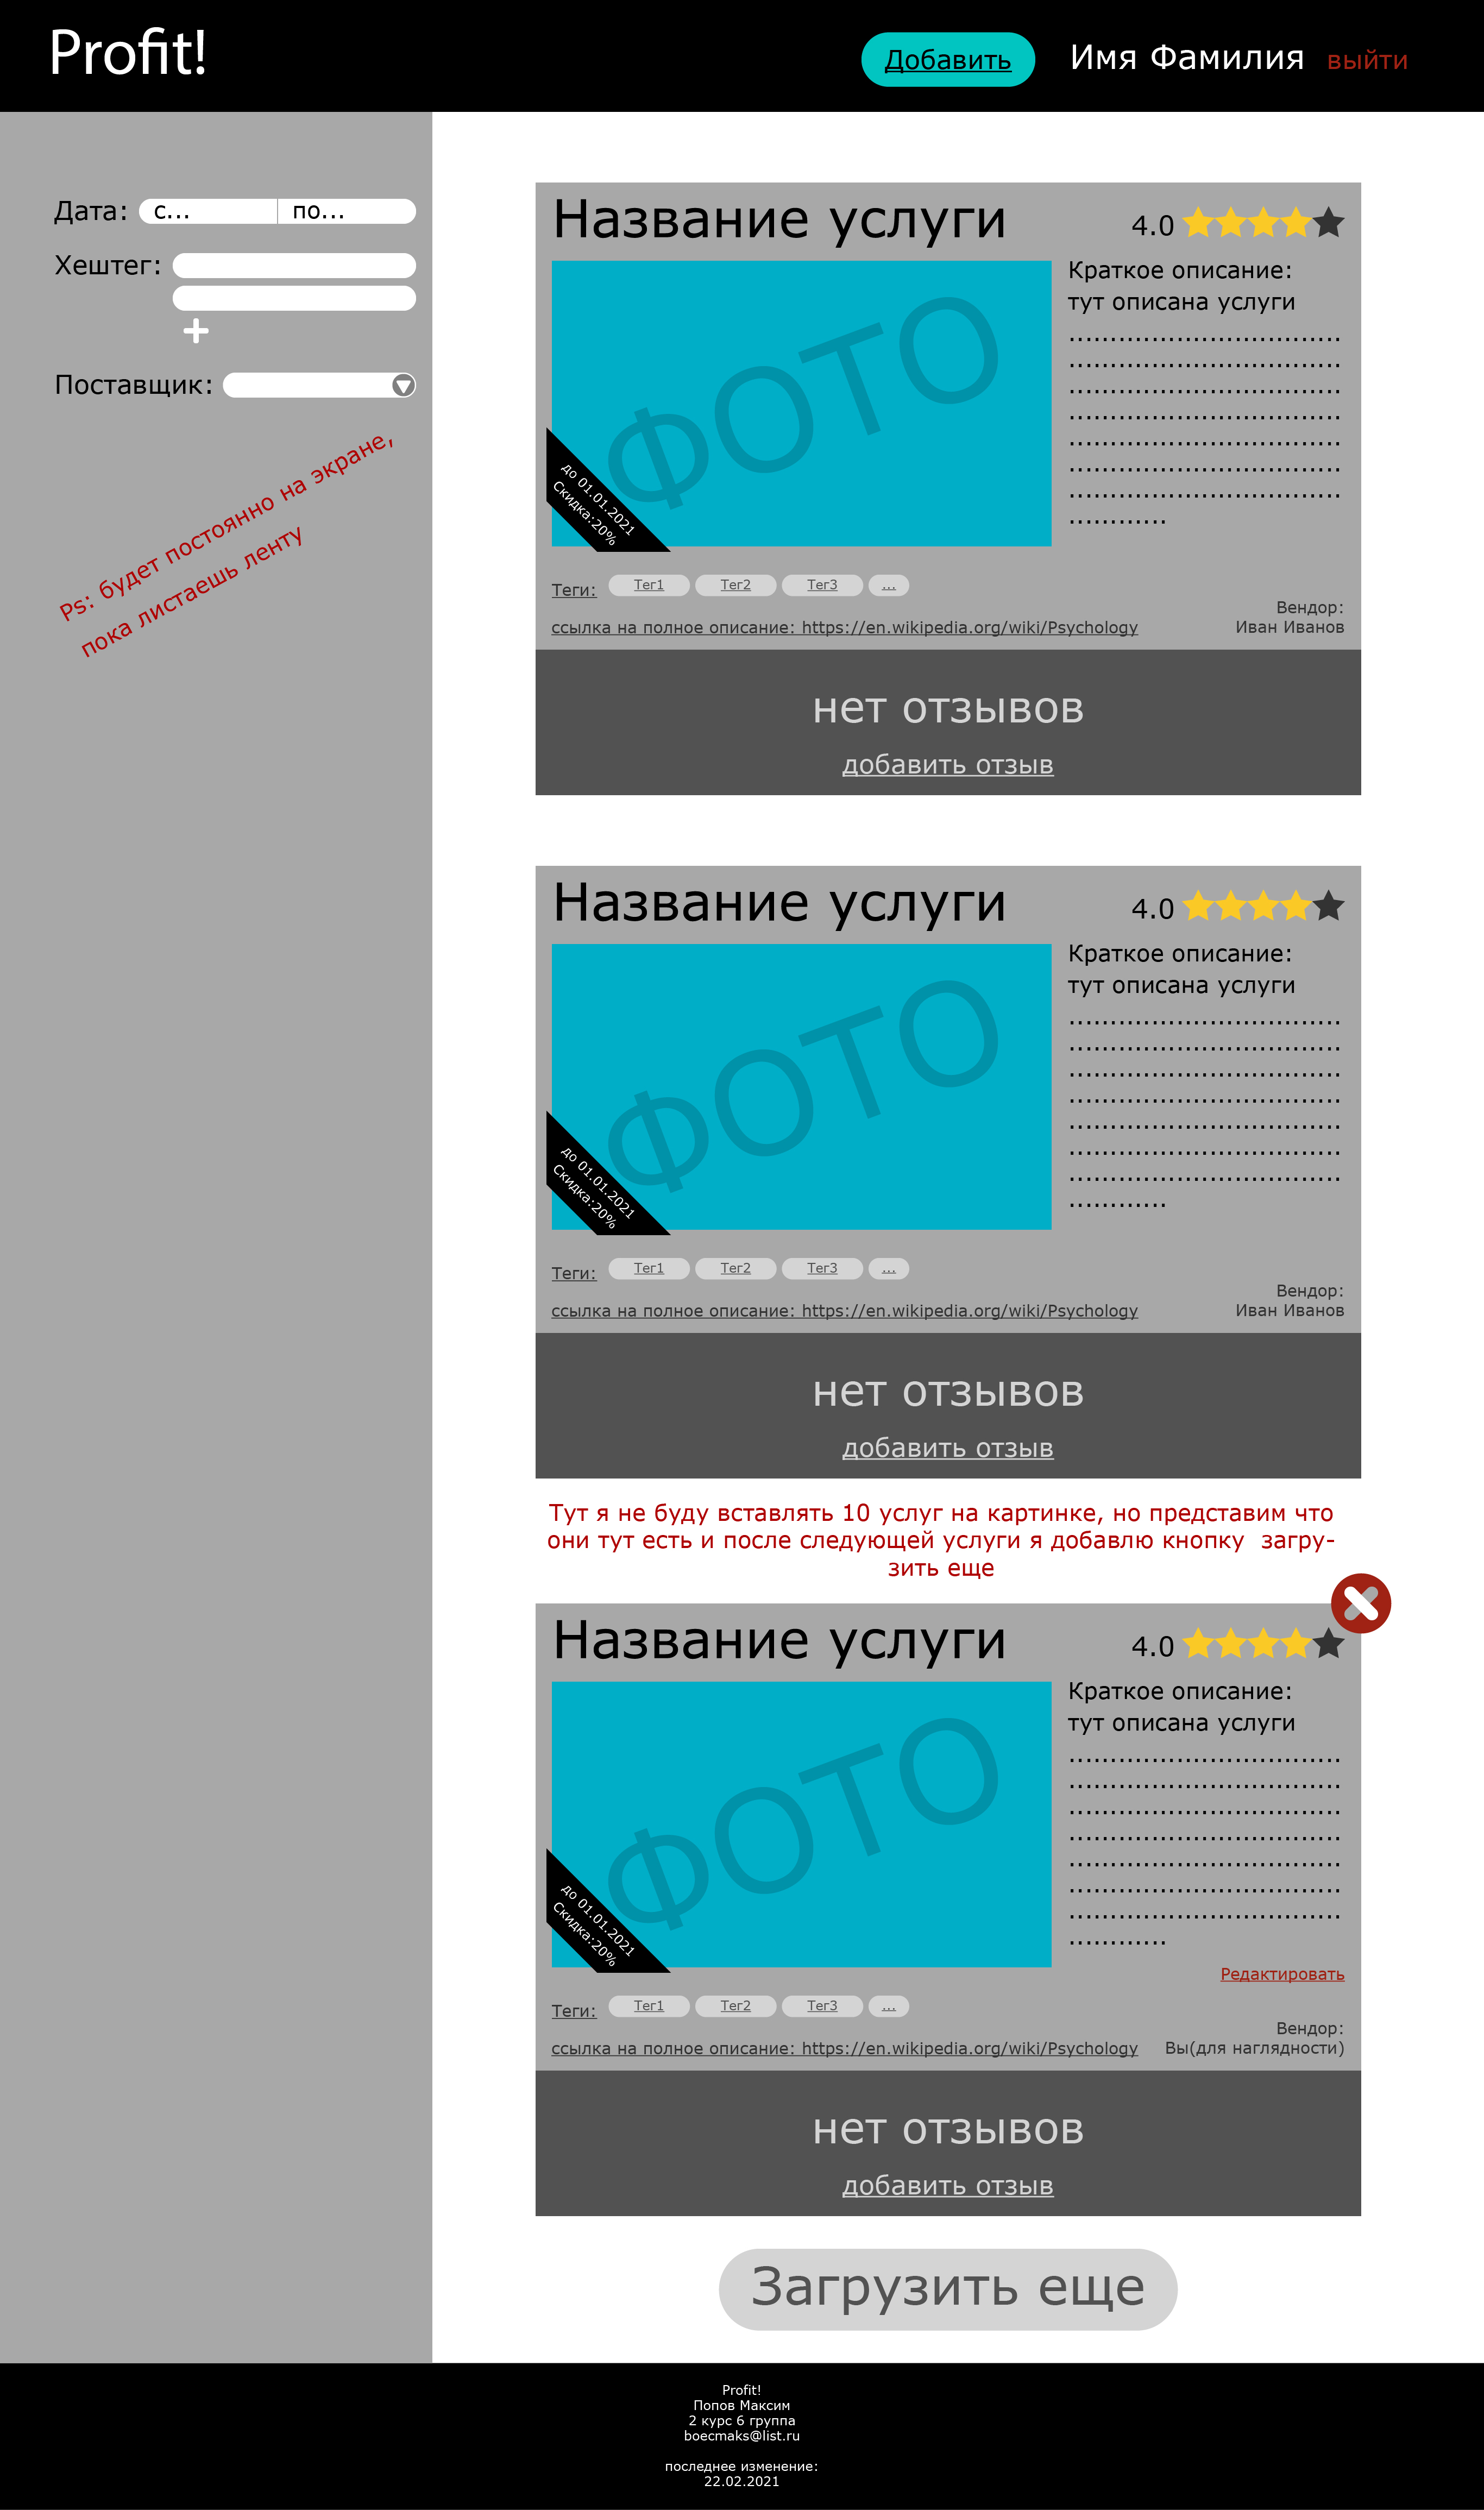 Profit!
Добавить
Имя Фамилия
выйти
Дата: с... по...
Хештег:
Поставщик:
Ps: будет постоянно на экране,
пока листаешь ленту
Название услуги
4.0
Краткое описание:
тут описана услуги
.................................
.................................
.................................
.................................
.................................
.................................
.................................
............
ФОТО
до 01.01.2021
Скидка:20%
Теги: Тег1 Тег2 Тег3 ...
Вендор:
Иван Иванов
ссылка на полное описание: https://en.wikipedia.org/wiki/Psychology
нет отзывов
добавить отзыв
Название услуги
4.0
Краткое описание:
тут описана услуги
.................................
.................................
.................................
.................................
.................................
.................................
.................................
............
ФОТО
до 01.01.2021
Скидка:20%
Теги: Тег1 Тег2 Тег3 ...
Вендор:
Иван Иванов
ссылка на полное описание: https://en.wikipedia.org/wiki/Psychology
нет отзывов
добавить отзыв
Тут я не буду вставлять 10 услуг на картинке, но представим что
они тут есть и после следующей услуги я добавлю кнопку  загру-
зить еще
Название услуги
4.0
Краткое описание:
тут описана услуги
.................................
.................................
.................................
.................................
.................................
.................................
.................................
............
ФОТО
до 01.01.2021
Скидка:20%
Редактировать
Теги: Тег1 Тег2 Тег3 ...
Вендор:
Вы(для наглядности)
ссылка на полное описание: https://en.wikipedia.org/wiki/Psychology
нет отзывов
добавить отзыв
Загрузить еще
Profit!
Попов Максим
2 курс 6 группа
boecmaks@list.ru
последнее изменение:
22.02.2021